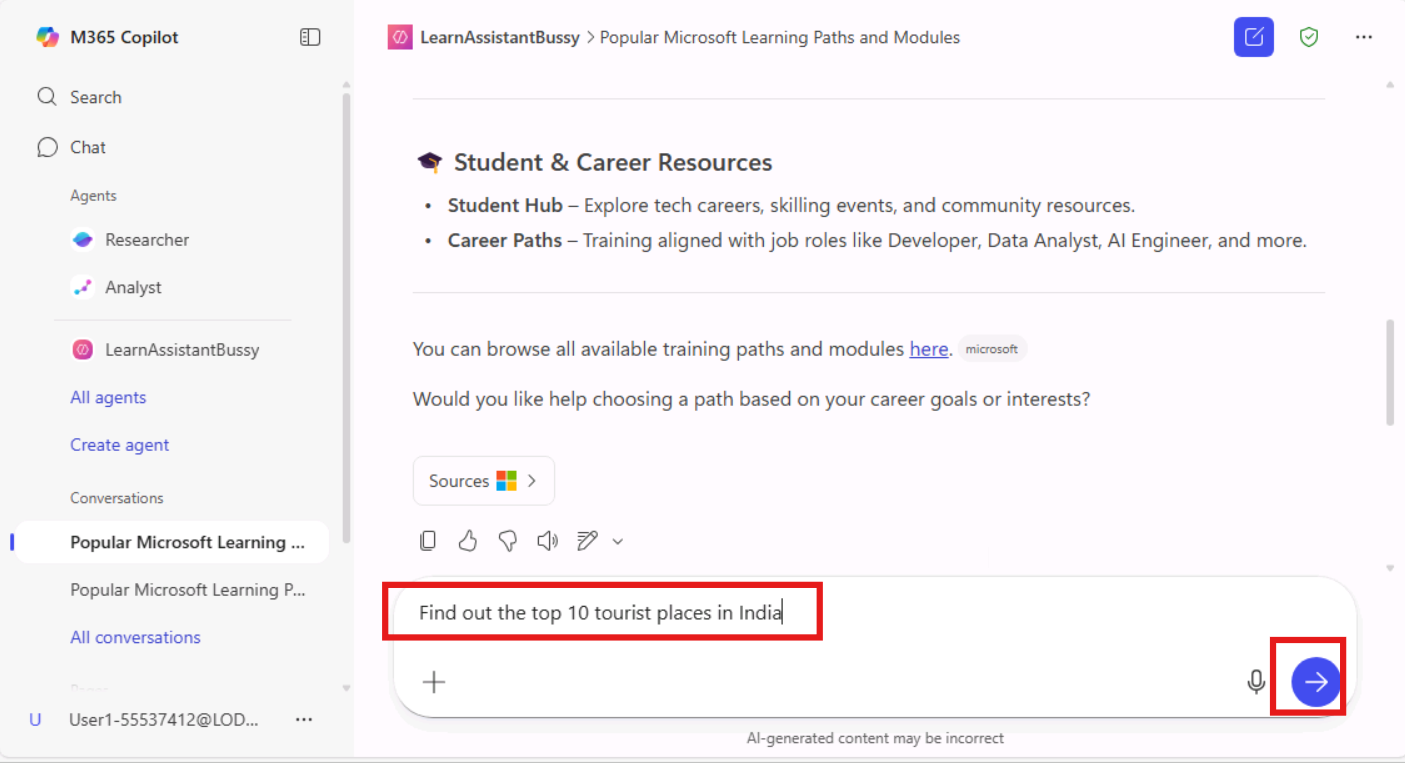 M365 Copilot
Search
Chat
Agents
Researcher
Analyst
LearnAssistantBussy
All agents
Create agent
Conversations
Popular Microsoft Learning ...
Popular Microsoft Learning P...
All conversations
User1-55537412@LOD...
U
LearnAssistantBussy > Popular Microsoft Learning Paths and Modules
Student & Career Resources
• Student Hub – Explore tech careers, skilling events, and community resources.
• Career Paths – Training aligned with job roles like Developer, Data Analyst, AI Engineer, and more.
You can browse all available training paths and modules here. microsoft
Would you like help choosing a path based on your career goals or interests?
Sources
Find out the top 10 tourist places in India
AI-generated content may be incorrect